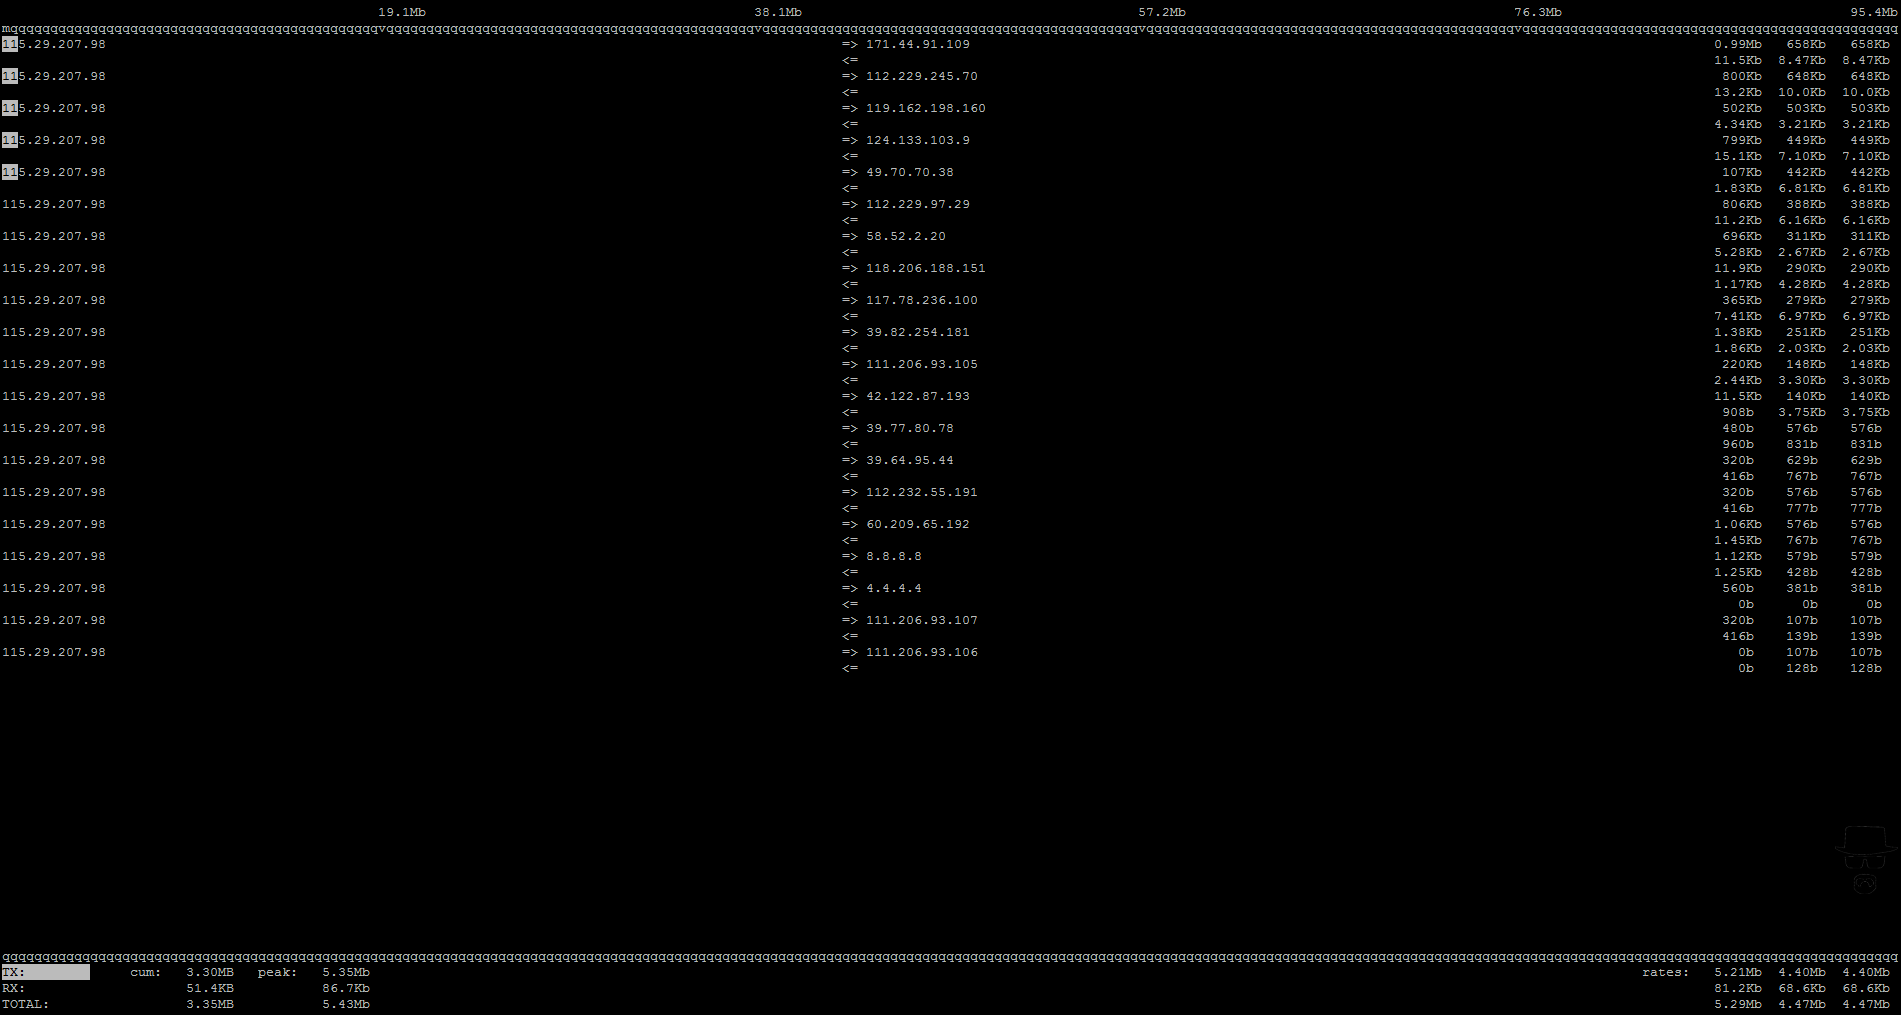 19.1Mb 38.1Mb 57.2Mb 76.3Mb 95.4Mb
mqqqqqqqqqqqqqqqqqqqqqqqqqqqqqqqqqqqqqqqqqqqqqqvqqqqqqqqqqqqqqqqqqqqqqqqqqqqqqqqqqqqqqqqqqqqqqvqqqqqqqqqqqqqqqqqqqqqqqqqqqqqqqqqqqqqqqqqqqqqqqvqqqqqqqqqqqqqqqqqqqqqqqqqqqqqqqqqqqqqqqqqqqqqqvqqqqqqqqqqqqqqqqqqqqqqqqqqqqqqqqqqqqqqqqqqqqqqq
115.29.207.98 => 171.44.91.109 0.99Mb 658Kb 658Kb
<= 11.5Kb 8.47Kb 8.47Kb
115.29.207.98 => 112.229.245.70 800Kb 648Kb 648Kb
<= 13.2Kb 10.0Kb 10.0Kb
115.29.207.98 => 119.162.198.160 502Kb 503Kb 503Kb
<= 4.34Kb 3.21Kb 3.21Kb
115.29.207.98 => 124.133.103.9 799Kb 449Kb 449Kb
<= 15.1Kb 7.10Kb 7.10Kb
115.29.207.98 => 49.70.70.38 107Kb 442Kb 442Kb
<= 1.83Kb 6.81Kb 6.81Kb
115.29.207.98 => 112.229.97.29 806Kb 388Kb 388Kb
<= 11.2Kb 6.16Kb 6.16Kb
115.29.207.98 => 58.52.2.20 696Kb 311Kb 311Kb
<= 5.28Kb 2.67Kb 2.67Kb
115.29.207.98 => 118.206.188.151 11.9Kb 290Kb 290Kb
<= 1.17Kb 4.28Kb 4.28Kb
115.29.207.98 => 117.78.236.100 365Kb 279Kb 279Kb
<= 7.41Kb 6.97Kb 6.97Kb
115.29.207.98 => 39.82.254.181 1.38Kb 251Kb 251Kb
<= 1.86Kb 2.03Kb 2.03Kb
115.29.207.98 => 111.206.93.105 220Kb 148Kb 148Kb
<= 2.44Kb 3.30Kb 3.30Kb
115.29.207.98 => 42.122.87.193 11.5Kb 140Kb 140Kb
<= 908b 3.75Kb 3.75Kb
115.29.207.98 => 39.77.80.78 480b 576b 576b
<= 960b 831b 831b
115.29.207.98 => 39.64.95.44 320b 629b 629b
<= 416b 767b 767b
115.29.207.98 => 112.232.55.191 320b 576b 576b
<= 416b 777b 777b
115.29.207.98 => 60.209.65.192 1.06Kb 576b 576b
<= 1.45Kb 767b 767b
115.29.207.98 => 8.8.8.8 1.12Kb 579b 579b
<= 1.25Kb 428b 428b
115.29.207.98 => 4.4.4.4 560b 381b 381b
<= 0b 0b 0b
115.29.207.98 => 111.206.93.107 320b 107b 107b
<= 416b 139b 139b
115.29.207.98 => 111.206.93.106 0b 107b 107b
<= 0b 128b 128b
qqqqqqqqqqqqqqqqqqqqqqqqqqqqqqqqqqqqqqqqqqqqqqqqqqqqqqqqqqqqqqqqqqqqqqqqqqqqqqqqqqqqqqqqqqqqqqqqqqqqqqqqqqqqqqqqqqqqqqqqqqqqqqqqqqqqqqqqqqqqqqqqqqqqqqqqqqqqqqqqqqqqqqqqqqqqqqqqqqqqqqqqqqqqqqqqqqqqqqqqqqqqqqqqqqqqqqqqqqqqqqqqqqqqq
TX: cum: 3.30MB peak: 5.35Mb rates: 5.21Mb 4.40Mb 4.40Mb
RX: 51.4KB 86.7Kb 81.2Kb 68.6Kb 68.6Kb
TOTAL: 3.35MB 5.43Mb 5.29Mb 4.47Mb 4.47Mb